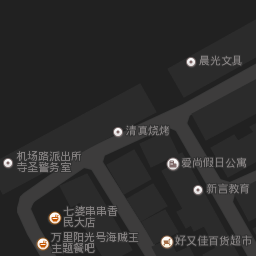 晨光文具
清真烧烤
机场路派出所
寺圣警务室
爱尚假日公寓
新言教育
七婆串串香
民大店
万里阳光号海贼王
主题餐吧
好又佳百货超市